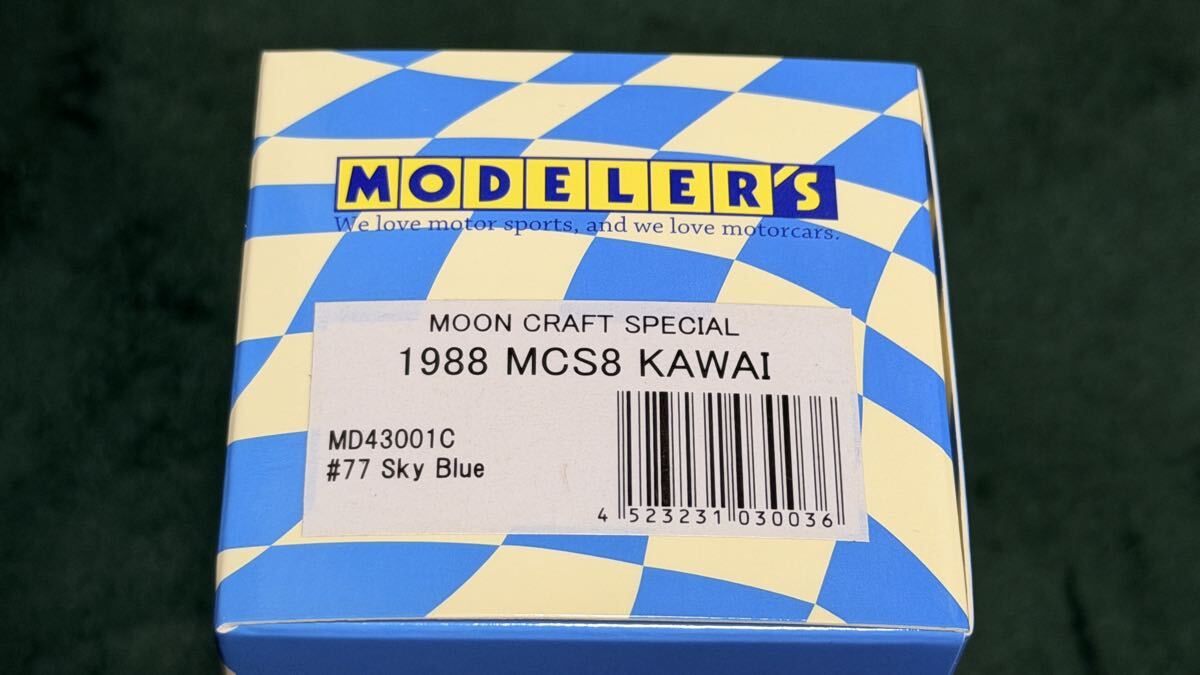 MODELER'S
We love motor sports, and we love motorcars.
MOON CRAFT SPECIAL
1988 MCS8 KAWAI
MD43001C
#77 Sky Blue
4 523231 030036